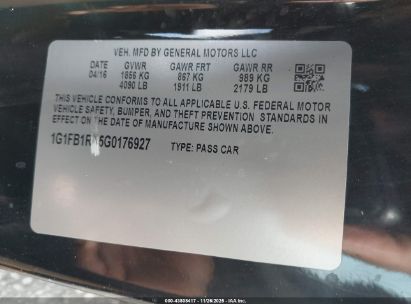 VEH. MFD BY GENERAL MOTORS LLC
DATE GVWR GAWR FRT GAWR RR
04/16 1856 KG 867 KG 989 KG
4090 LB 1911 LB 2179 LB
THIS VEHICLE CONFORMS TO ALL APPLICABLE U.S. FEDERAL MOTOR
VEHICLE SAFETY, BUMPER, AND THEFT PREVENTION STANDARDS IN
EFFECT ON THE DATE OF MANUFACTURE SHOWN ABOVE.
TYPE: PASS CAR